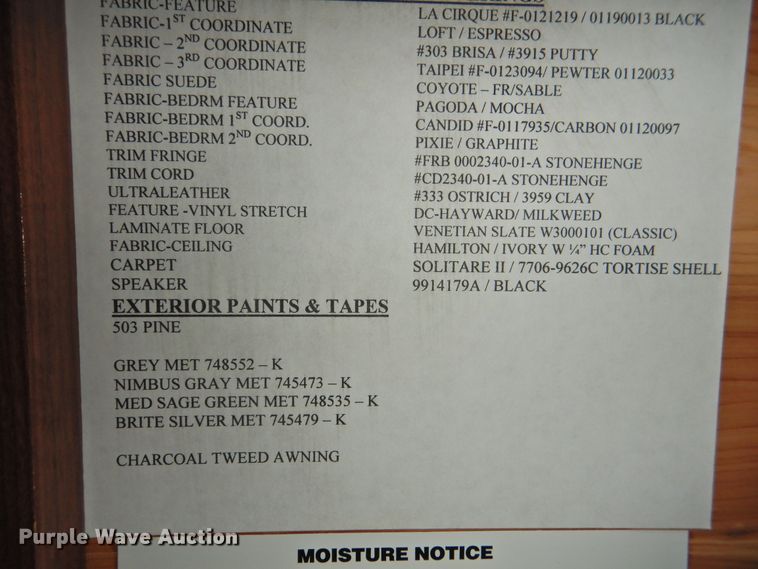 FABRIC-FEATURE LA CIRQUE #F-0121219 / 01190013 BLACK
FABRIC-1ST COORDINATE LOFT / ESPRESSO
FABRIC – 2ND COORDINATE #303 BRISA / #3915 PUTTY
FABRIC – 3RD COORDINATE TAIPEI #F-0123094/ PEWTER 01120033
FABRIC SUEDE COYOTE – FR/SABLE
FABRIC-BEDRM FEATURE PAGODA / MOCHA
FABRIC-BEDRM 1ST COORD. CANDID #F-0117935/CARBON 01120097
FABRIC-BEDRM 2ND COORD. PIXIE / GRAPHITE
TRIM FRINGE #FRB 0002340-01-A STONEHENGE
TRIM CORD #CD2340-01-A STONEHENGE
ULTRALEATHER #333 OSTRICH / 3959 CLAY
FEATURE -VINYL STRETCH DC-HAYWARD/ MILKWEED
LAMINATE FLOOR VENETIAN SLATE W3000101 (CLASSIC)
FABRIC-CEILING HAMILTON / IVORY W ¼” HC FOAM
CARPET SOLITARE II / 7706-9626C TORTISE SHELL
SPEAKER 9914179A / BLACK
EXTERIOR PAINTS & TAPES
503 PINE
GREY MET 748552 – K
NIMBUS GRAY MET 745473 – K
MED SAGE GREEN MET 748535 – K
BRITE SILVER MET 745479 – K
CHARCOAL TWEED AWNING
Purple Wave Auction
MOISTURE NOTICE